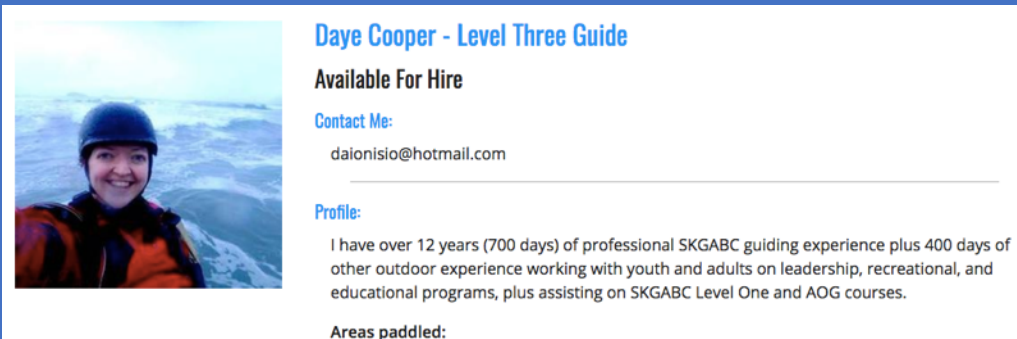 Daye Cooper - Level Three Guide
Available For Hire
Contact Me:
daionisio@hotmail.com
Profile:
I have over 12 years (700 days) of professional SKGABC guiding experience plus 400 days of
other outdoor experience working with youth and adults on leadership, recreational, and
educational programs, plus assisting on SKGABC Level One and AOG courses.
Areas paddled: